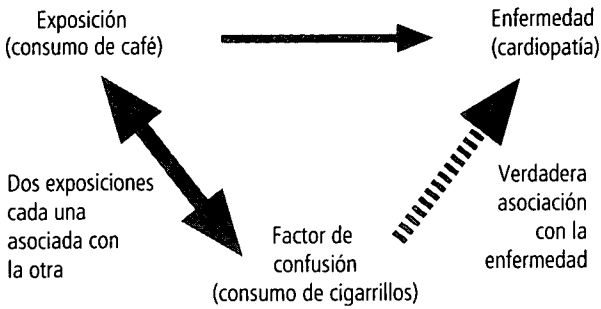 Exposición
(consumo de café)
Enfermedad
(cardiopatía)
Dos exposiciones
cada una
asociada con
la otra
Factor de
confusión
(consumo de cigarrillos)
Verdadera
asociación
con la
enfermedad